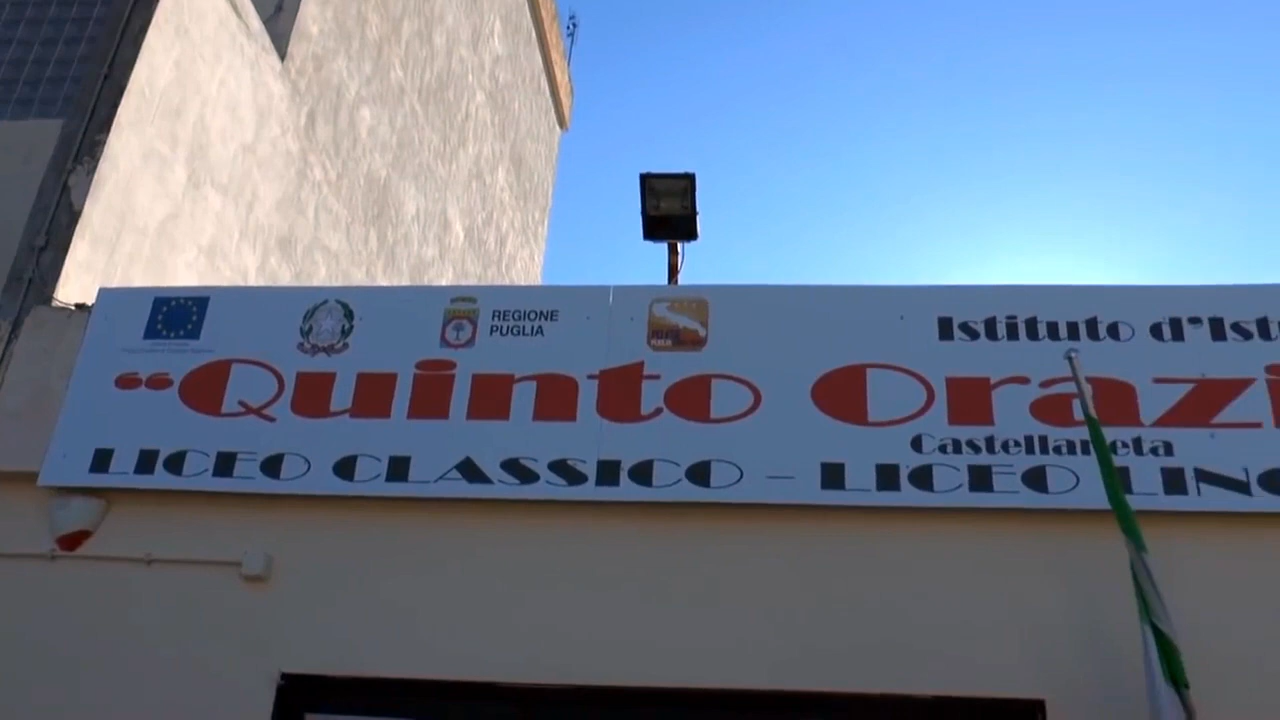 REGIONE
PUGLIA
Istituto d'Ist
"Quinto Orazi
Castellaneta
LICEO CLASSICO - LICEO LING